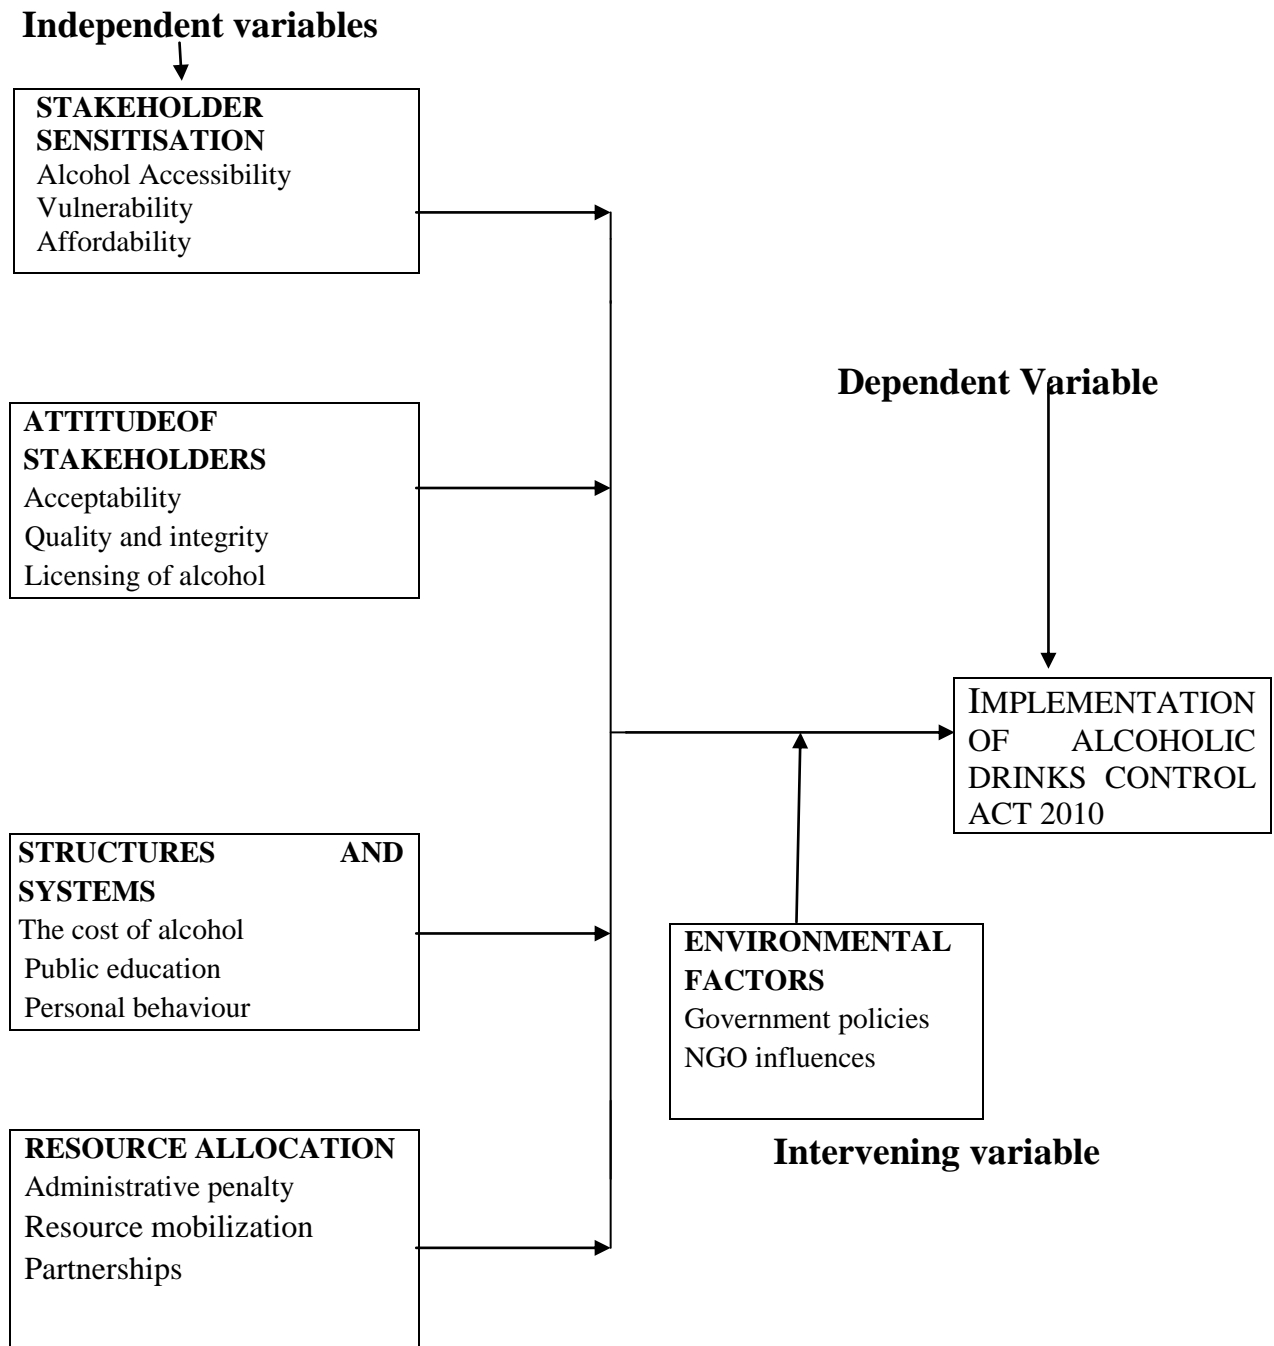 Independent variables
STAKEHOLDER
SENSITISATION
Alcohol Accessibility
Vulnerability
Affordability
Dependent Variable
ATTITUDEOF
STAKEHOLDERS
Acceptability
Quality and integrity
Licensing of alcohol
IMPLEMENTATION
OF ALCOHOLIC
DRINKS CONTROL
ACT 2010
STRUCTURES AND
SYSTEMS
The cost of alcohol
Public education
Personal behaviour
ENVIRONMENTAL
FACTORS
Government policies
NGO influences
Intervening variable
RESOURCE ALLOCATION
Administrative penalty
Resource mobilization
Partnerships